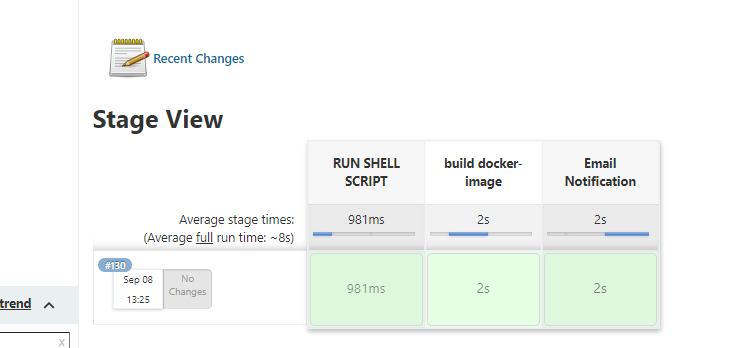 Recent Changes
Stage View
RUN SHELL
SCRIPT
build docker-
image
Email
Notification
Average stage times:
(Average full run time: ~8s)
981ms
2s
2s
#130
Sep 08
13:25
No
Changes
981ms
2s
2s
trend
x